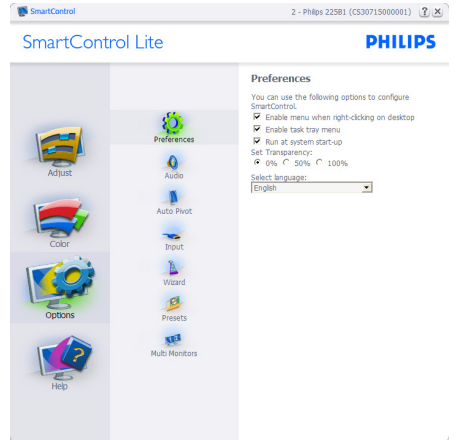 SmartControl
2 - Philips 225B1 (CS30715000001)
? ×
SmartControl Lite
PHILIPS
Adjust
Color
Options
Help
Preferences
Audio
Auto Pivot
Input
Wizard
Presets
Multi Monitors
Preferences
You can use the following options to configure
SmartControl.
Enable menu when right-clicking on desktop
Enable task tray menu
Run at system start-up
Set Transparency:
0% 50% 100%
Select language:
English